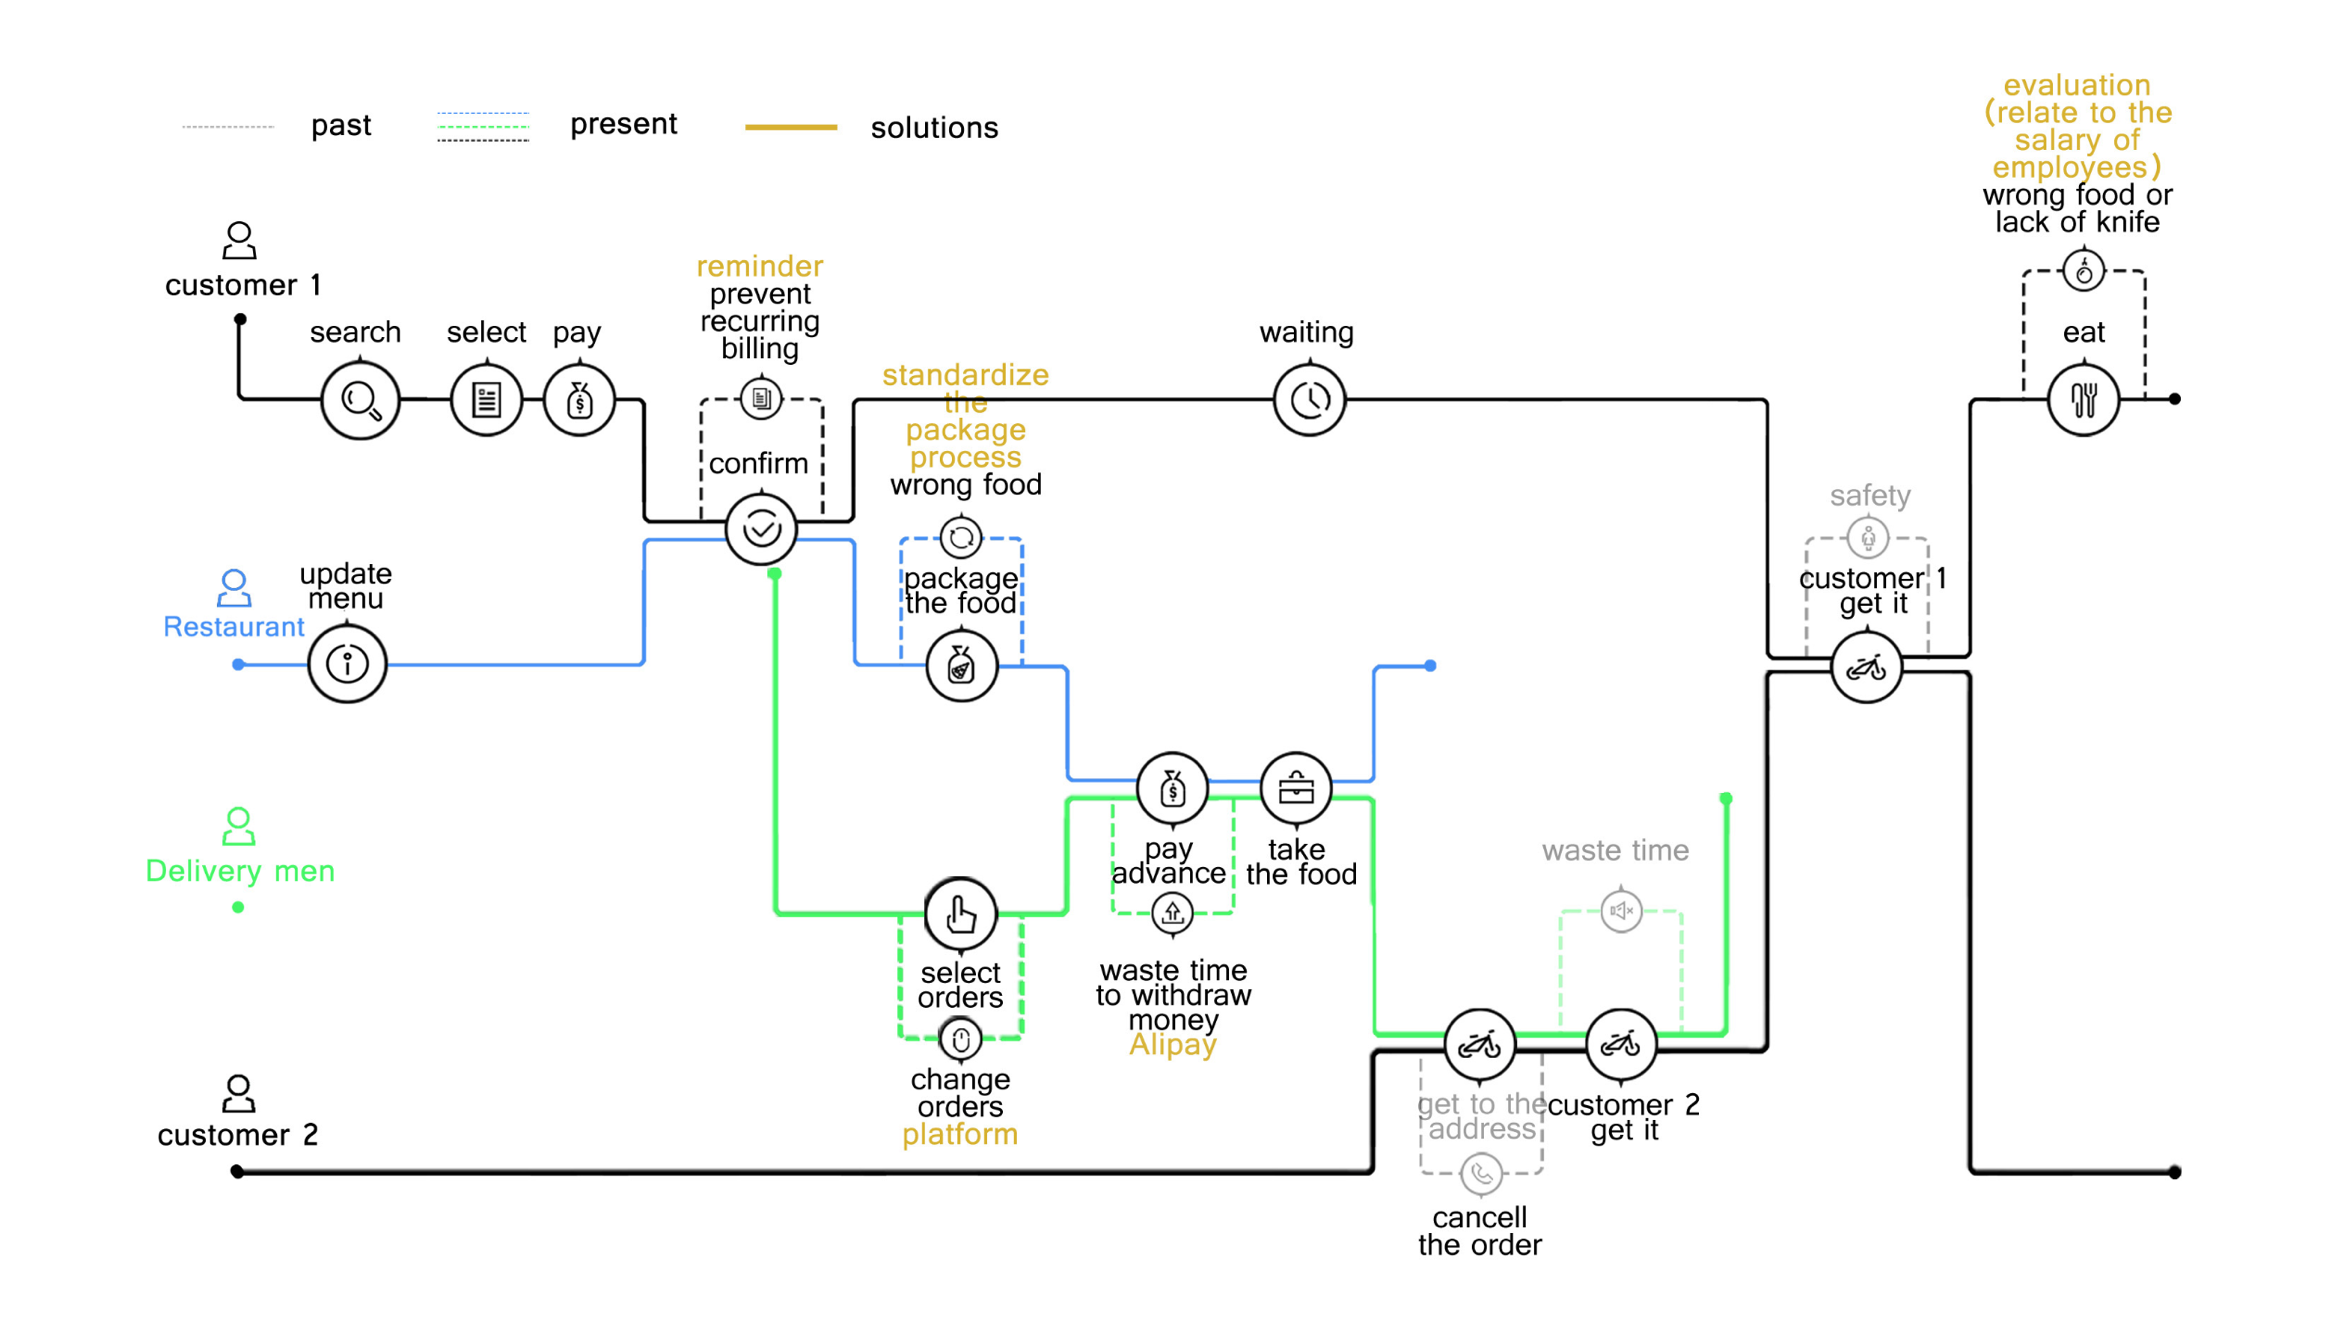 past
present
solutions
evaluation
(relate to the
salary of
employees)
wrong food or
lack of knife
customer 1
search
select
pay
reminder
prevent
recurring
billing
confirm
standardize
the
package
process
wrong food
waiting
eat
safety
customer 1
get it
Restaurant
update
menu
package
the food
Delivery men
pay
advance
take
the food
waste time
to withdraw
money
Alipay
waste time
select
orders
change
orders
platform
customer 2
get to the
address
customer 2
get it
cancell
the order